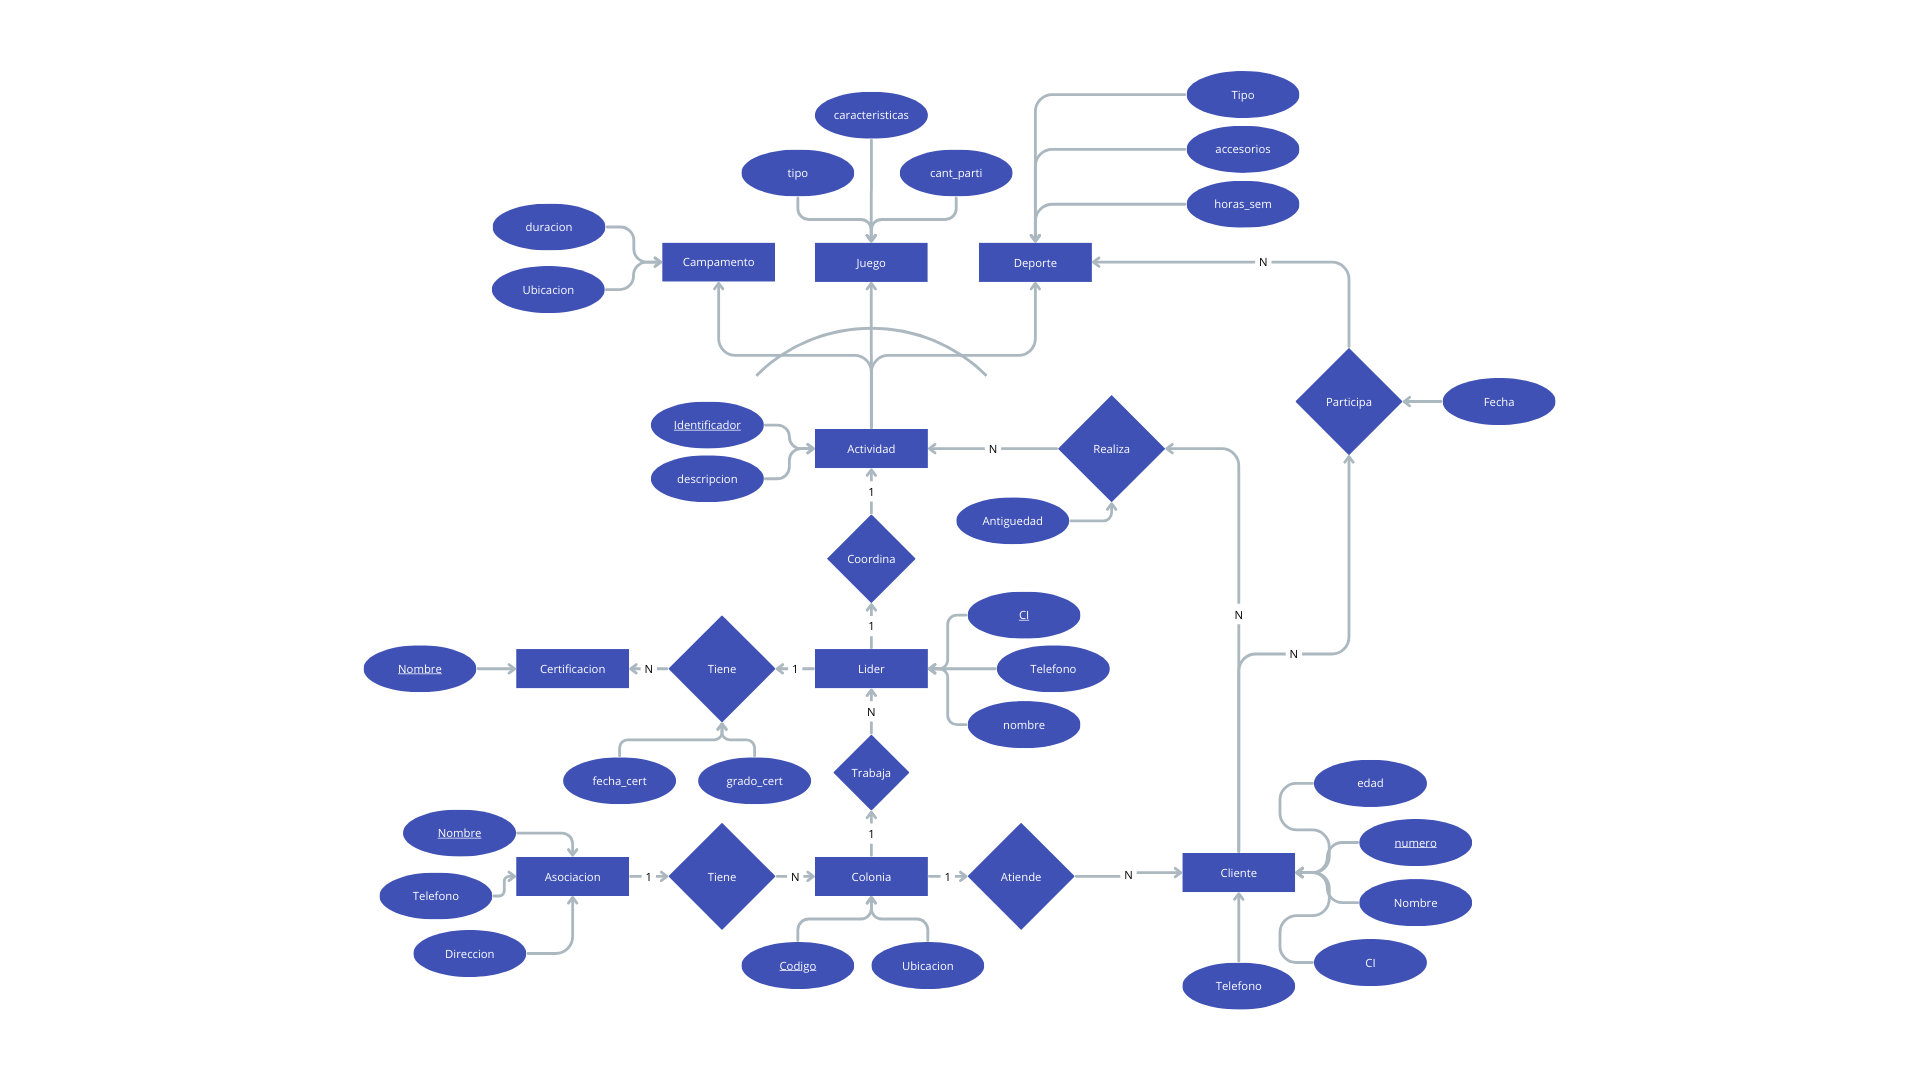 Tipo
caracteristicas
accesorios
tipo
cant_parti
horas_sem
duracion
Campamento
Juego
Deporte
N
Ubicacion
Participa
Fecha
Identificador
Actividad
N
Realiza
descripcion
1
Antiguedad
Coordina
CI
N
1
N
Nombre
Certificacion
N
Tiene
1
Lider
Telefono
N
nombre
Trabaja
fecha_cert
grado_cert
edad
Nombre
1
numero
Asociacion
1
Tiene
N
Colonia
1
Atiende
N
Cliente
Telefono
Nombre
Direccion
Codigo
Ubicacion
CI
Telefono